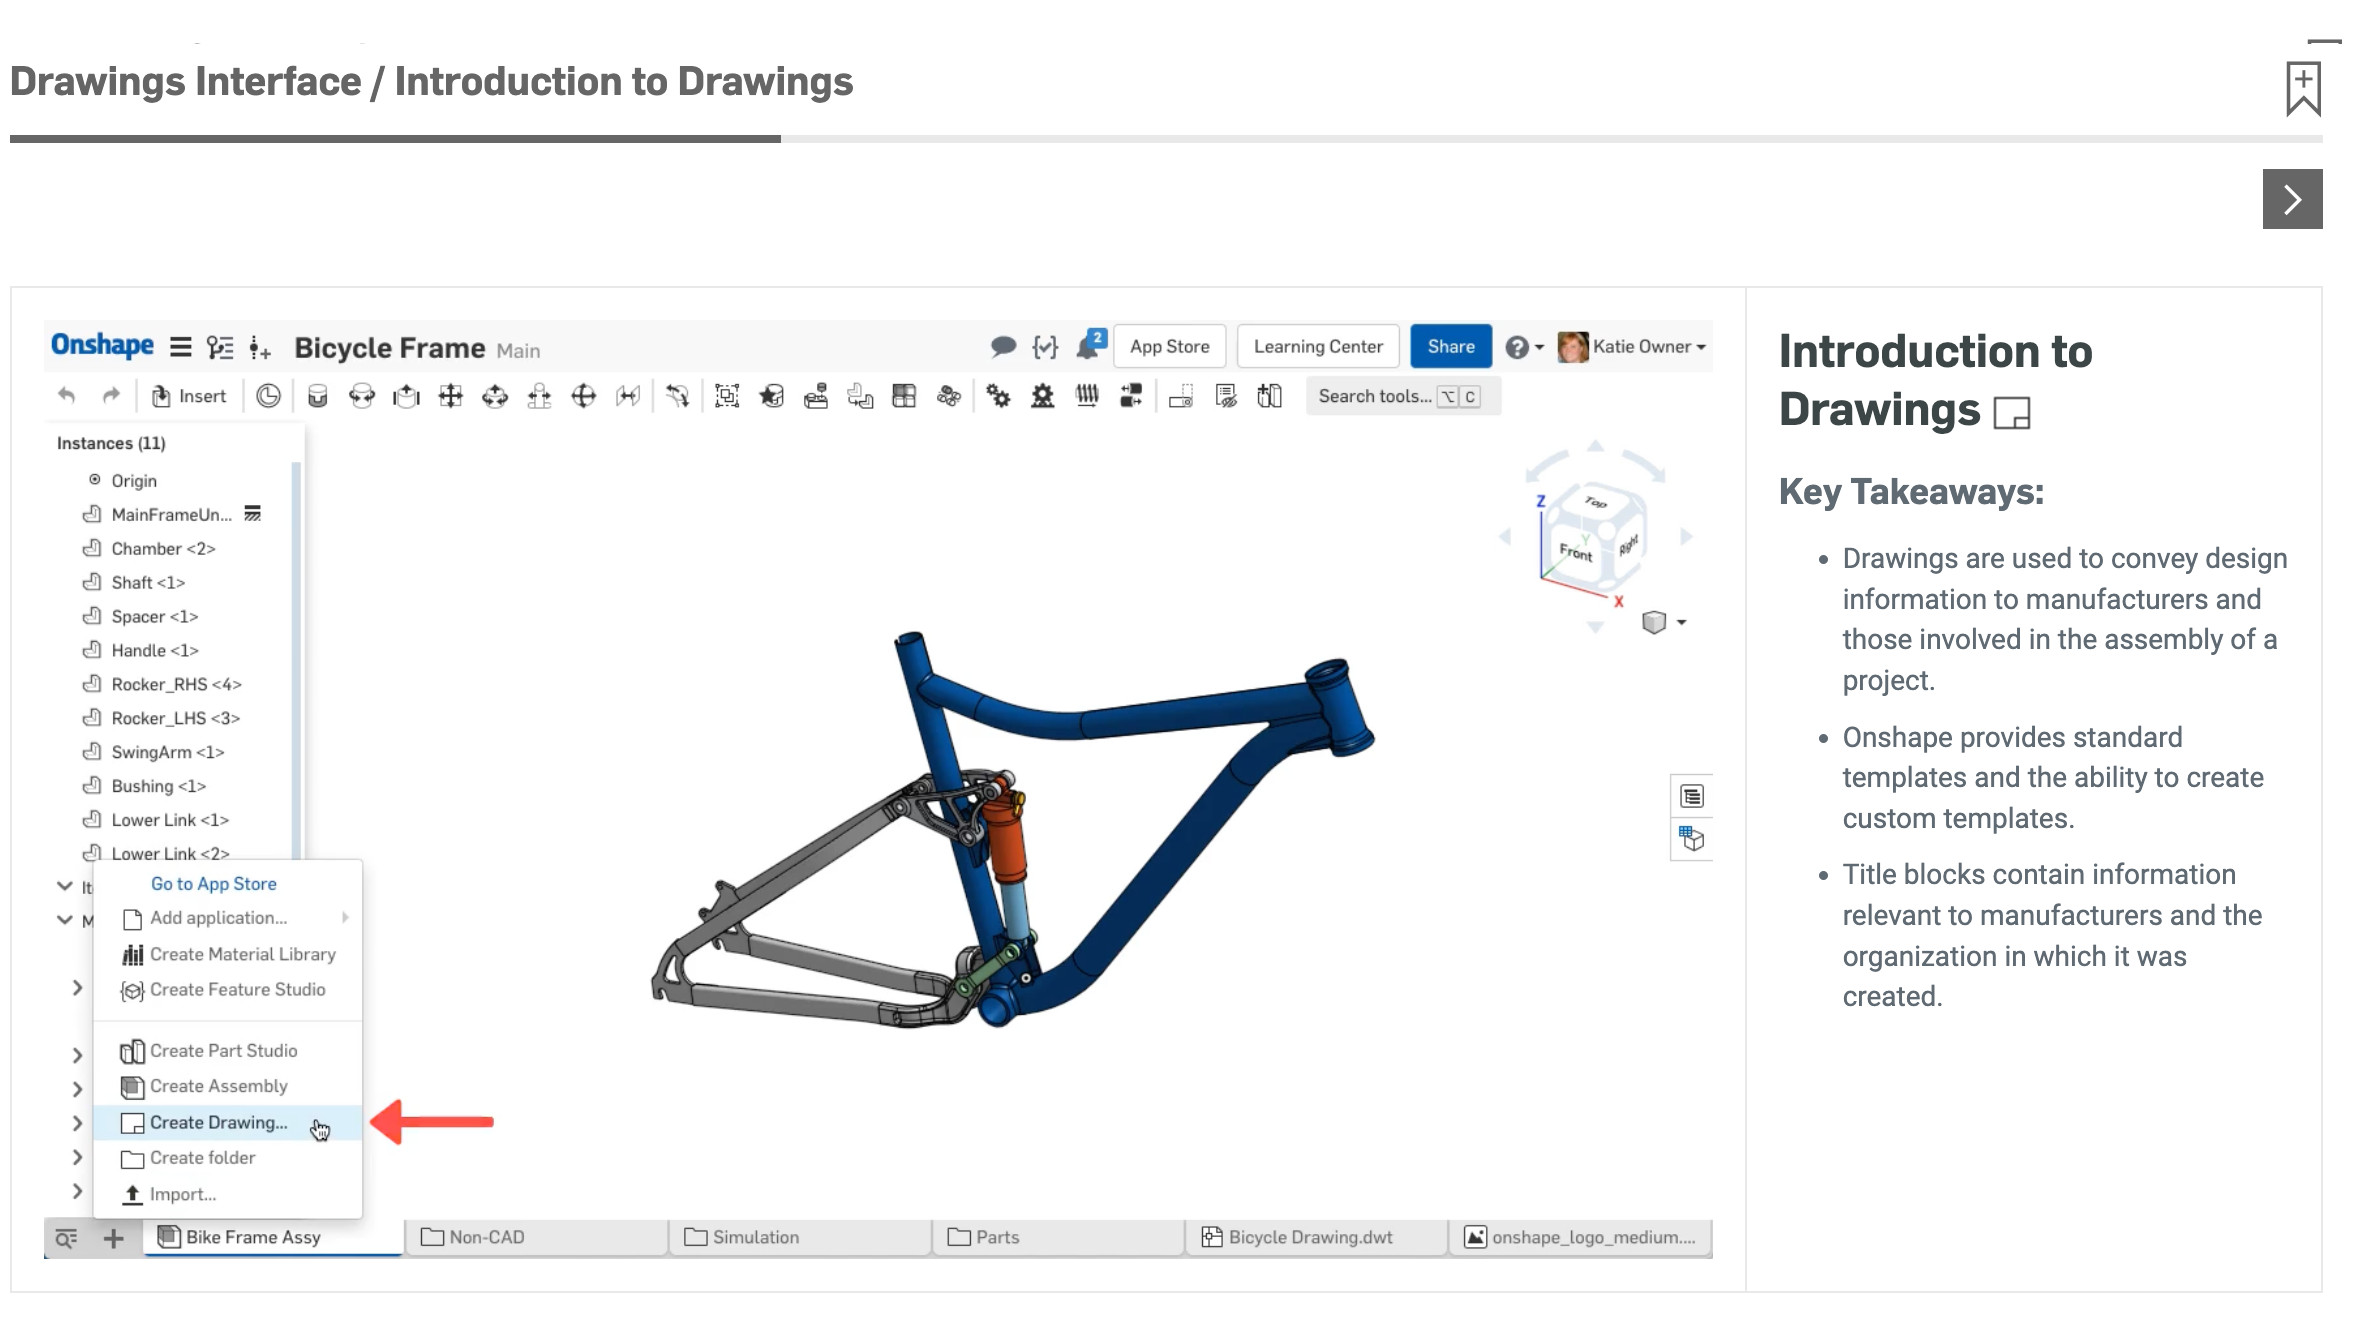 Drawings Interface / Introduction to Drawings
Onshape
Bicycle Frame Main
2
App Store
Learning Center
Share
Katie Owner
Insert
Search tools... ⌥ C
Instances (11)
Origin
MainFrameUn...
Chamber <2>
Shaft <1>
Spacer <1>
Handle <1>
Rocker_RHS <4>
Rocker_LHS <3>
SwingArm <1>
Bushing <1>
Lower Link <1>
Lower Link <2>
It
M
Go to App Store
Add application...
Create Material Library
Create Feature Studio
Create Part Studio
Create Assembly
Create Drawing...
Create folder
Import...
Z
Top
Y
Front
Right
X
Bike Frame Assy
Non-CAD
Simulation
Parts
Bicycle Drawing.dwt
onshape_logo_medium....
Introduction to
Drawings
Key Takeaways:
• Drawings are used to convey design
information to manufacturers and
those involved in the assembly of a
project.
• Onshape provides standard
templates and the ability to create
custom templates.
• Title blocks contain information
relevant to manufacturers and the
organization in which it was
created.